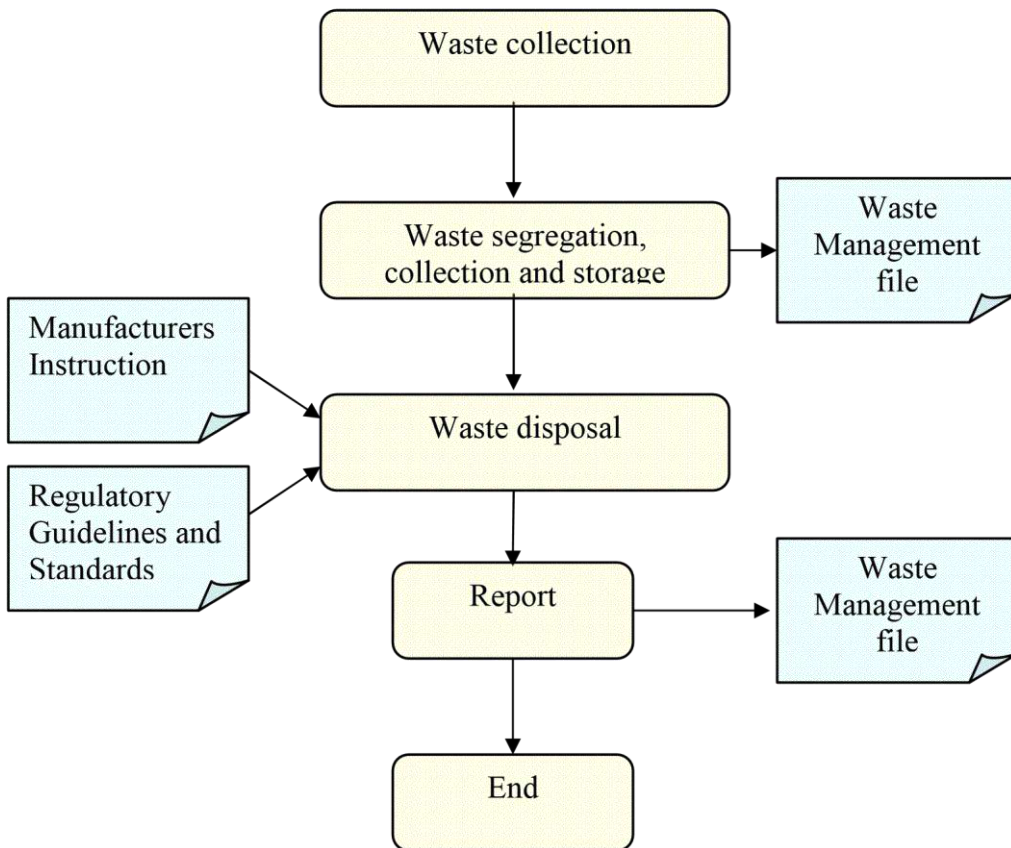 Waste collection
Waste segregation,
collection and storage
Waste
Management
file
Manufacturers
Instruction
Waste disposal
Regulatory
Guidelines and
Standards
Report
Waste
Management
file
End